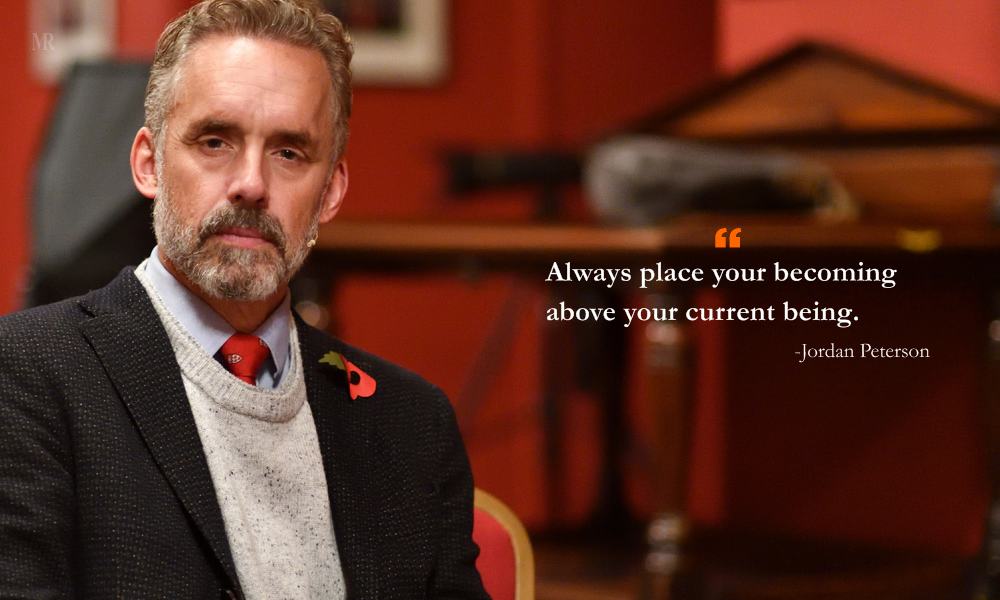 MR
“
Always place your becoming
above your current being.
-Jordan Peterson